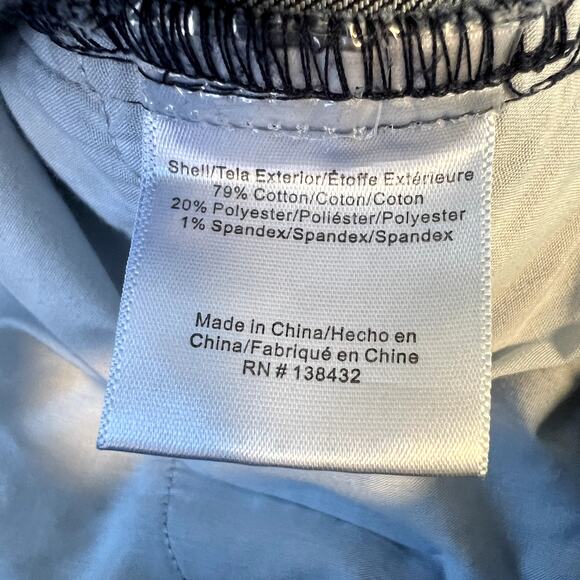 Shell/Tela Exterior/Étoffe Extérieure
79% Cotton/Coton/Coton
20% Polyester/Poliéster/Polyester
1% Spandex/Spandex/Spandex
Made in China/Hecho en
China/Fabriqué en Chine
RN # 138432